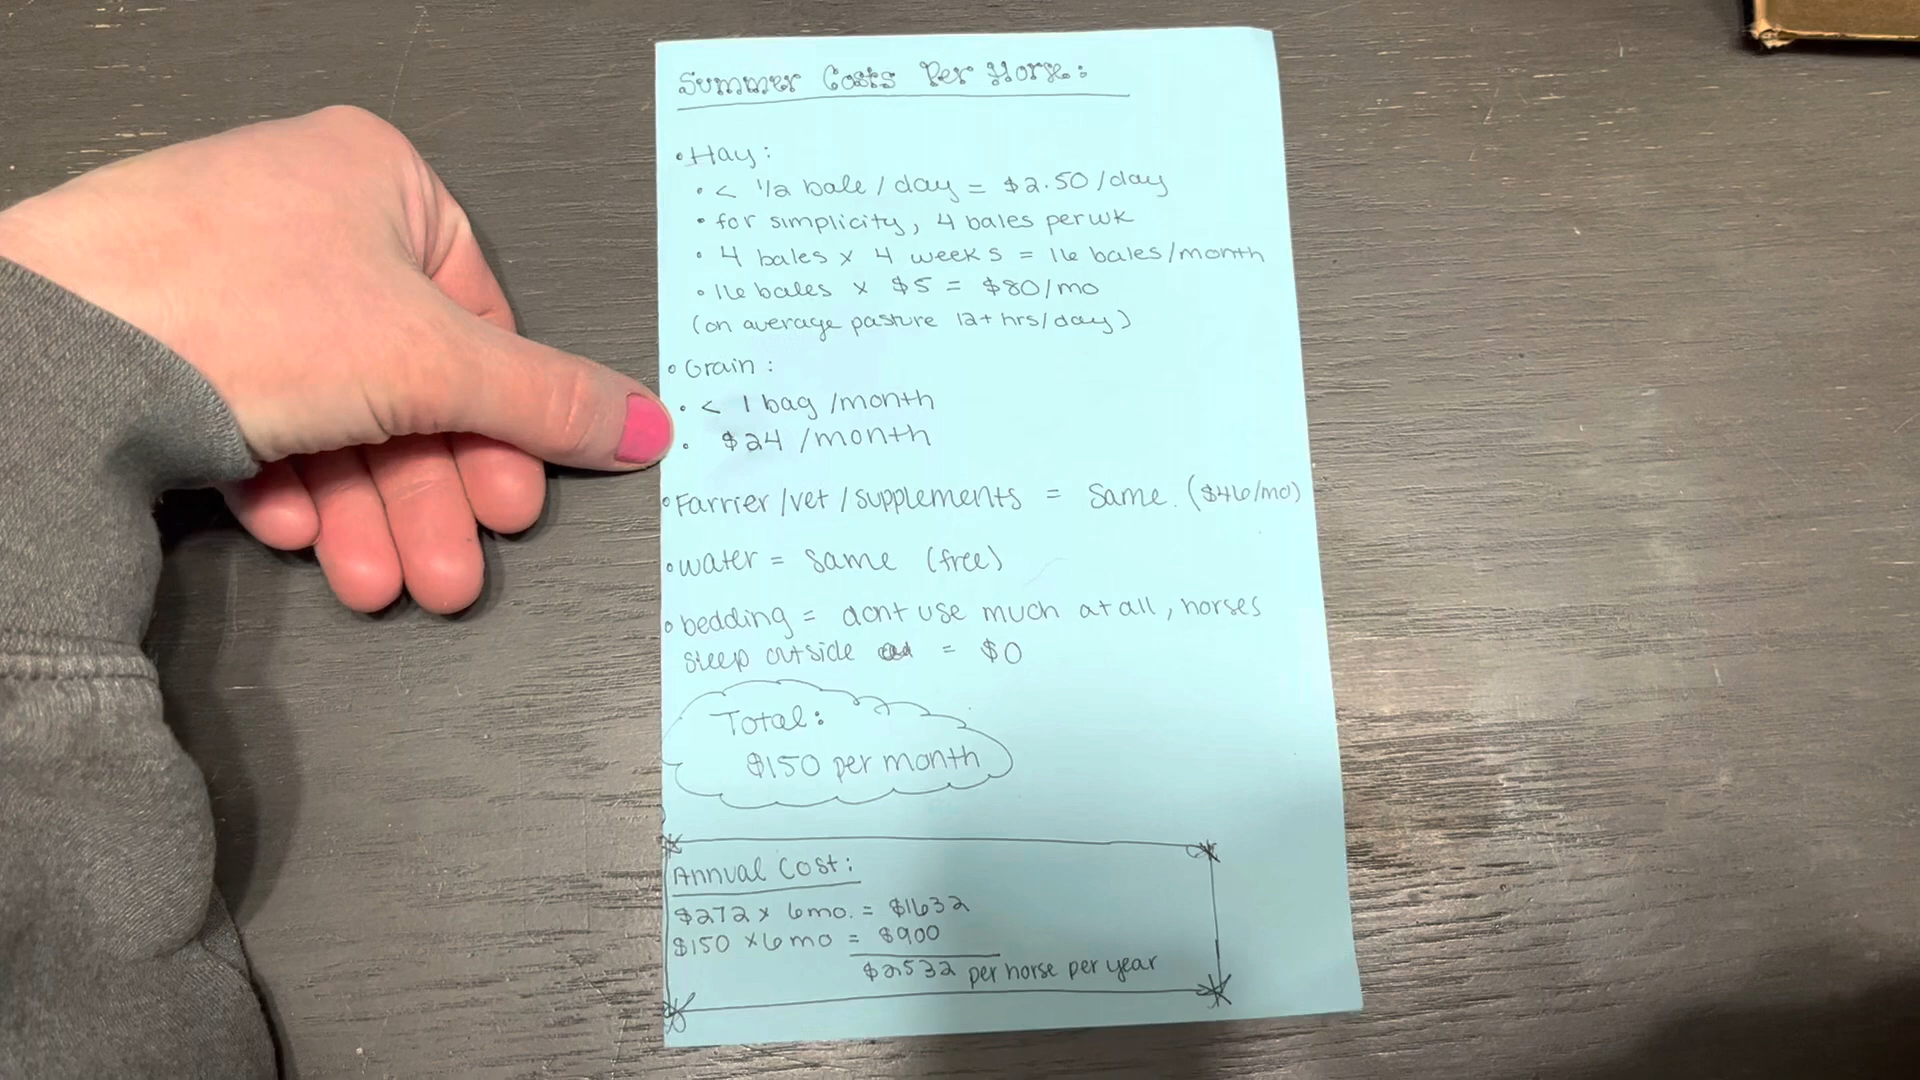 Summer Costs Per Horse:
• Hay:
• < 1/2 bale / day = $2.50 /day
• for simplicity, 4 bales per wk
• 4 bales x 4 weeks = 16 bales/month
• 16 bales x $5 = $80/mo
(on average pasture 12+ hrs/day)
• Grain:
• < 1 bag /month
• $24 /month
• Farrier /vet /supplements = same. ($46/mo)
• water = same (free)
• bedding = dont use much at all, horses
sleep outside = $0
Total:
$150 per month
Annual Cost:
$272 x 6mo. = $1632
$150 x 6 mo = $900
$2532 per horse per year